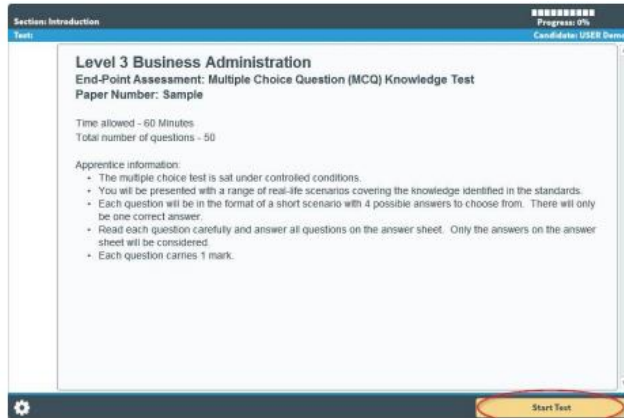 Section: Introduction
Progress: 0%
Test:
Candidate: USER Demo
Level 3 Business Administration
End-Point Assessment: Multiple Choice Question (MCQ) Knowledge Test
Paper Number: Sample
Time allowed - 60 Minutes
Total number of questions - 50
Apprentice information:
• The multiple choice test is sat under controlled conditions.
• You will be presented with a range of real-life scenarios covering the knowledge identified in the standards.
• Each question will be in the format of a short scenario with 4 possible answers to choose from. There will only
be one correct answer.
• Read each question carefully and answer all questions on the answer sheet. Only the answers on the answer
sheet will be considered.
• Each question carries 1 mark.
Start Test